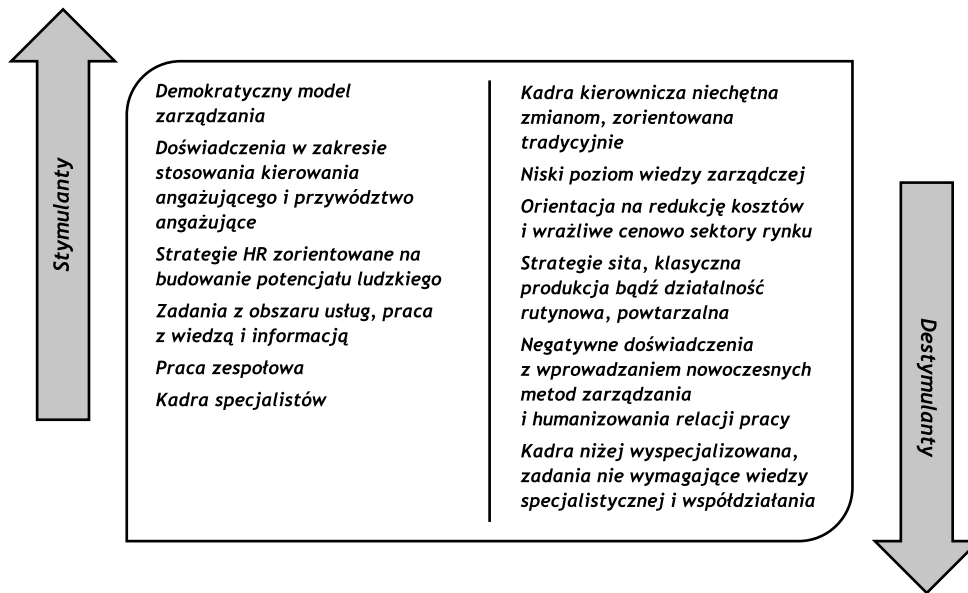 Stymulanty
Demokratyczny model
zarządzania
Doświadczenia w zakresie
stosowania kierowania
angażującego i przywództwo
angażujące
Strategie HR zorientowane na
budowanie potencjału ludzkiego
Zadania z obszaru usług, praca
z wiedzą i informacją
Praca zespołowa
Kadra specjalistów
Kadra kierownicza niechętna
zmianom, zorientowana
tradycyjnie
Niski poziom wiedzy zarządczej
Orientacja na redukcję kosztów
i wrażliwe cenowo sektory rynku
Strategie sita, klasyczna
produkcja bądź działalność
rutynowa, powtarzalna
Negatywne doświadczenia
z wprowadzaniem nowoczesnych
metod zarządzania
i humanizowania relacji pracy
Kadra niżej wyspecjalizowana,
zadania nie wymagające wiedzy
specjalistycznej i współdziałania
Destymulanty